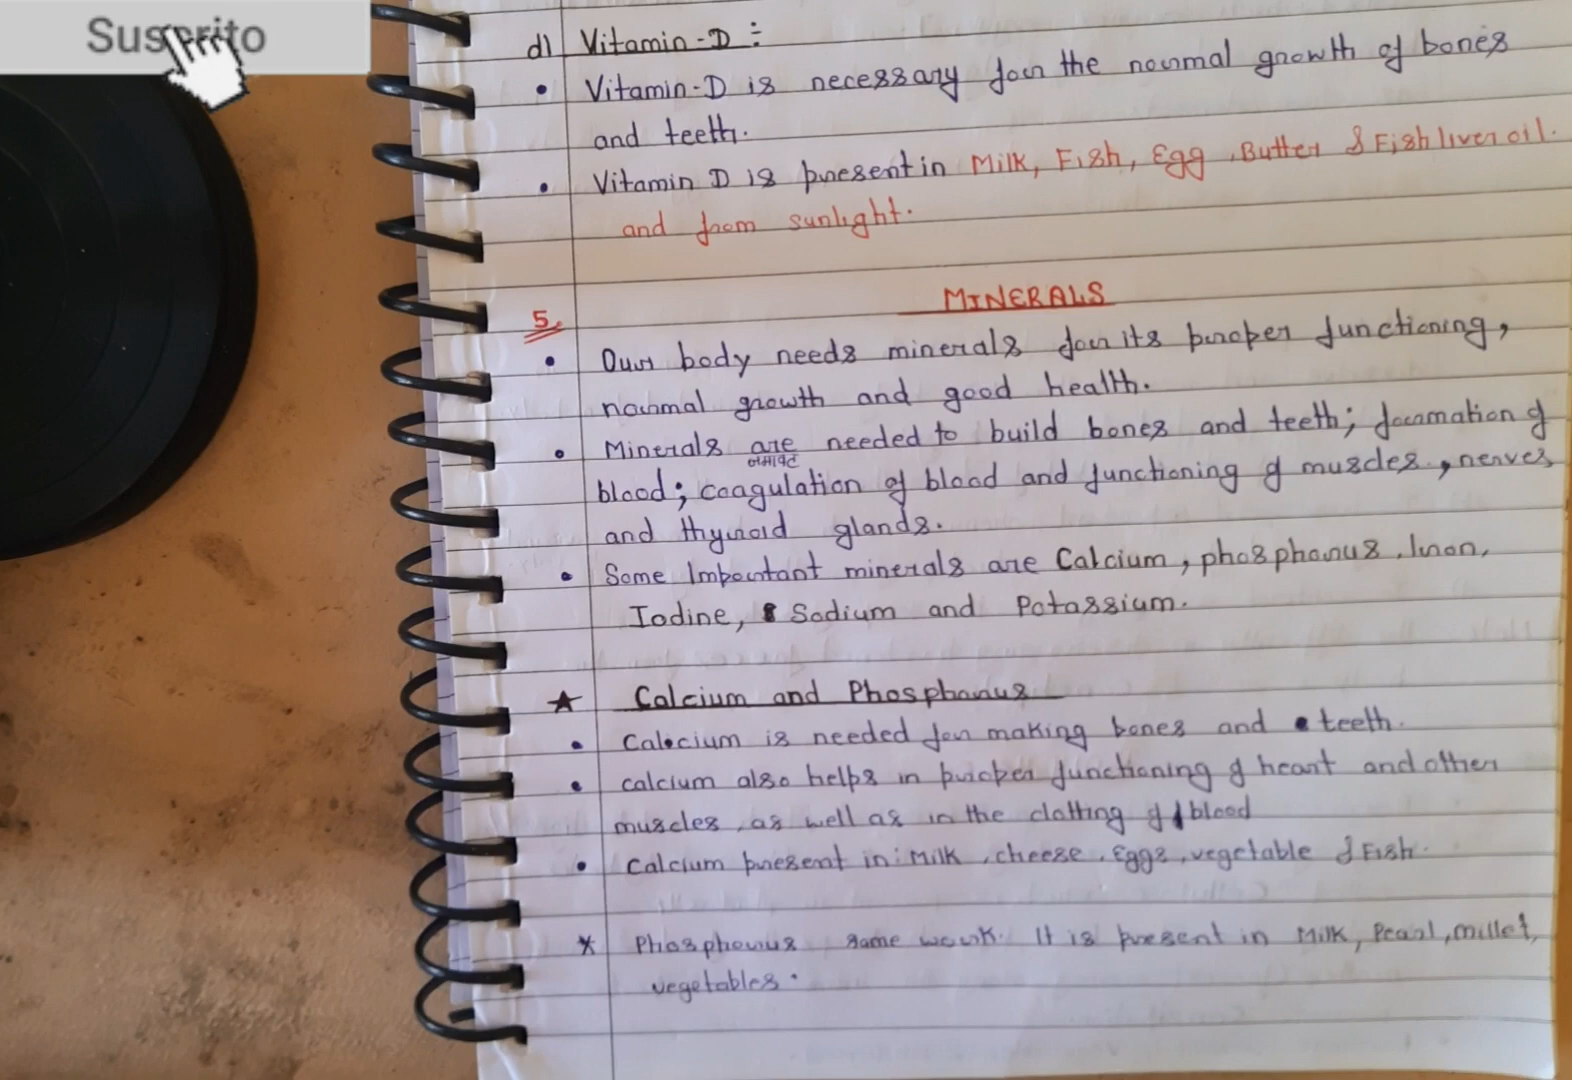 Suscrito
d) Vitamin-D :
• Vitamin-D is necessary for the normal growth of bones
and teeth.
• Vitamin D is present in Milk, Fish, Egg, Butter & Fish liver oil.
and from sunlight.
MINERALS
5.
• Our body needs minerals for its proper functioning,
normal growth and good health.
• Minerals are needed to build bones and teeth; formation of
जमावट
blood; coagulation of blood and functioning of muscles, nerves
and thyroid glands.
• Some Important minerals are Calcium, phosphorus, Iron,
Iodine, Sodium and Potassium.
★ Calcium and Phosphorus
• Calcium is needed for making bones and teeth.
• calcium also helps in proper functioning of heart and other
muscles, as well as in the clotting of blood
• Calcium present in: Milk, cheese, Eggs, vegetable & Fish.
* Phosphorus same work. It is present in Milk, Pearl, millet,
vegetables.